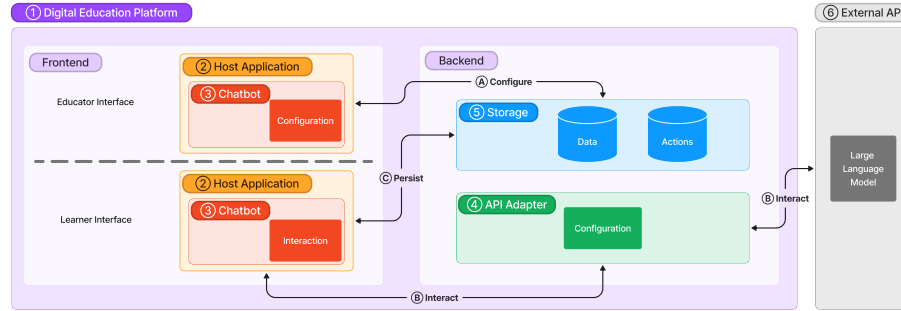 ① Digital Education Platform
⑥ External AP
Frontend
Backend
② Host Application
Ⓐ Configure
Educator Interface
③ Chatbot
Configuration
⑤ Storage
Data
Actions
Ⓒ Persist
Large
Language
Model
② Host Application
Ⓑ Interact
Learner Interface
③ Chatbot
Interaction
④ API Adapter
Configuration
Ⓑ Interact